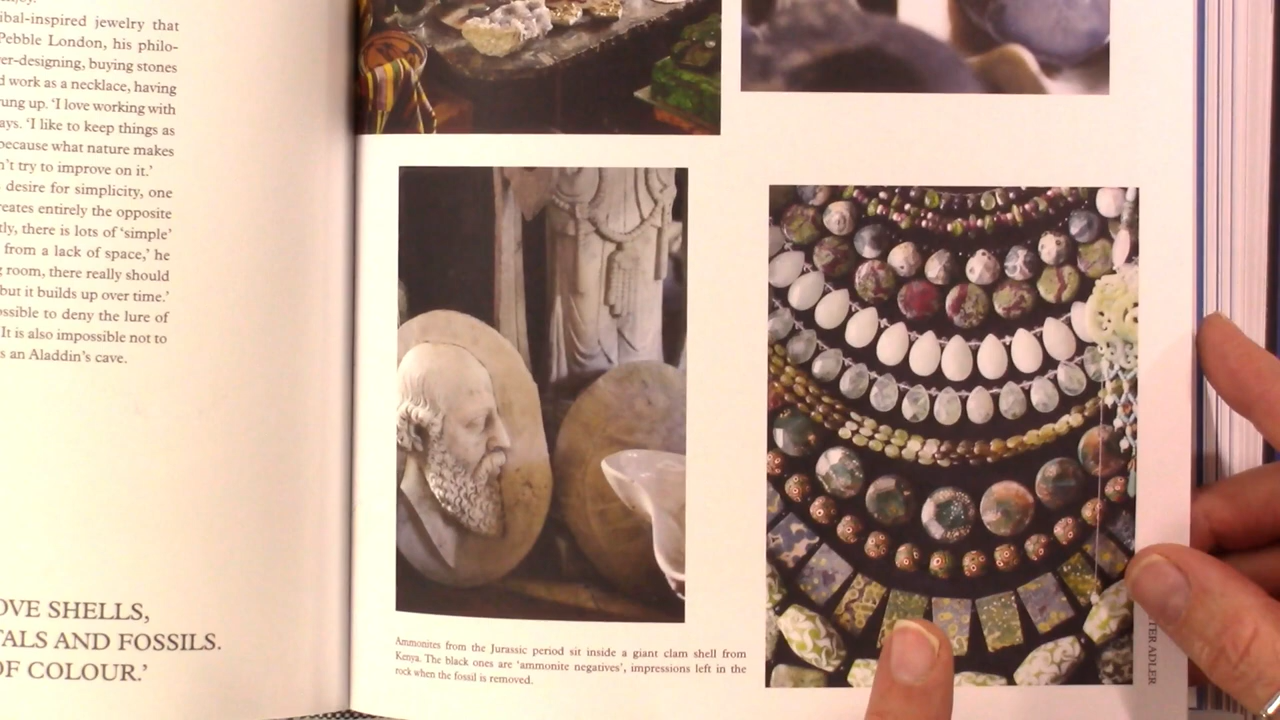 ibal-inspired jewelry that
Pebble London, his philo-
er-designing, buying stones
d work as a necklace, having
rung up. 'I love working with
ays. 'I like to keep things as
because what nature makes
n't try to improve on it.'
desire for simplicity, one
reates entirely the opposite
tly, there is lots of 'simple'
from a lack of space,' he
g room, there really should
but it builds up over time.'
ossible to deny the lure of
It is also impossible not to
s an Aladdin's cave.
OVE SHELLS,
TALS AND FOSSILS.
OF COLOUR.'
Ammonites from the Jurassic period sit inside a giant clam shell from
Kenya. The black ones are 'ammonite negatives', impressions left in the
rock when the fossil is removed.
TER ADLER